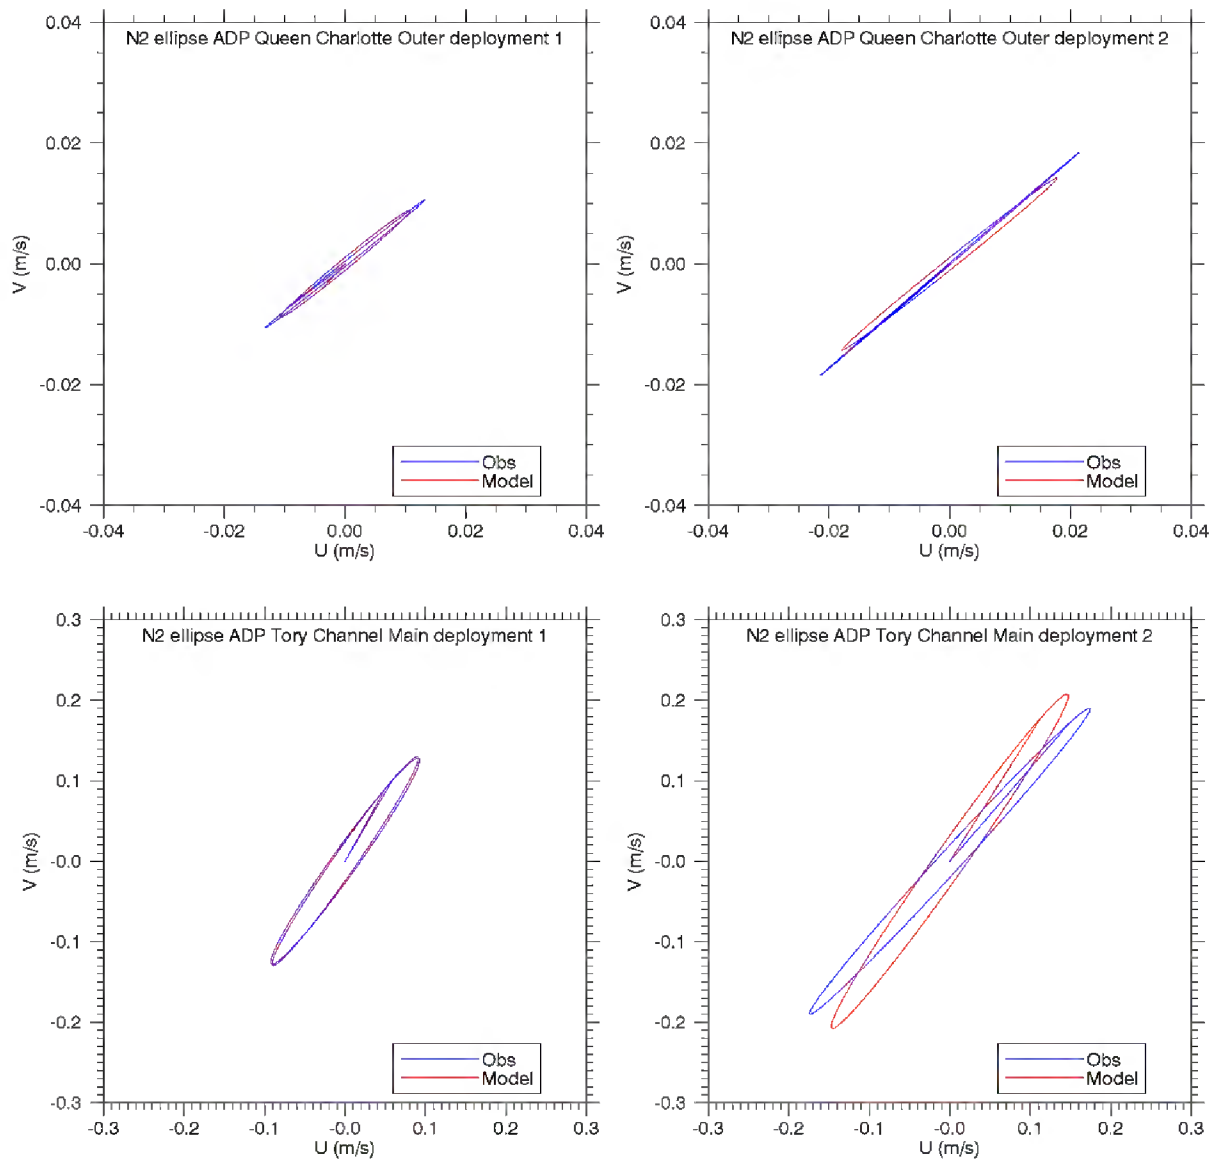 N2 ellipse ADP Queen Charlotte Outer deployment 1
0.04
0.02
0.00
-0.02
-0.04
V (m/s)
Obs
Model
-0.04 -0.02 0.00 0.02 0.04
U (m/s)
N2 ellipse ADP Queen Charlotte Outer deployment 2
0.04
0.02
0.00
-0.02
-0.04
V (m/s)
Obs
Model
-0.04 -0.02 0.00 0.02 0.04
U (m/s)
N2 ellipse ADP Tory Channel Main deployment 1
0.3
0.2
0.1
-0.0
-0.1
-0.2
-0.3
V (m/s)
Obs
Model
-0.3 -0.2 -0.1 -0.0 0.1 0.2 0.3
U (m/s)
N2 ellipse ADP Tory Channel Main deployment 2
0.3
0.2
0.1
-0.0
-0.1
-0.2
-0.3
V (m/s)
Obs
Model
-0.3 -0.2 -0.1 -0.0 0.1 0.2 0.3
U (m/s)